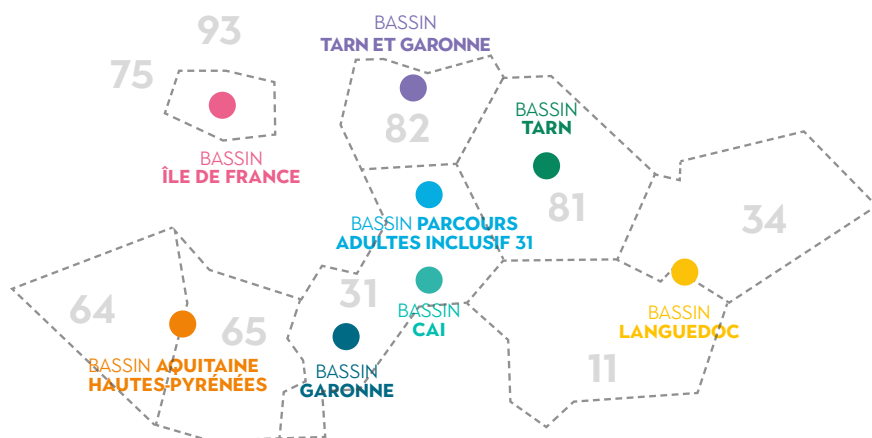 93
75
BASSIN
TARN ET GARONNE
82
BASSIN
TARN
BASSIN
ÎLE DE FRANCE
81
34
BASSIN PARCOURS
ADULTES INCLUSIF 31
64
65
31
BASSIN
CAI
BASSIN
LANGUEDOC
BASSIN AQUITAINE
HAUTES-PYRÉNÉES
BASSIN
GARONNE
11